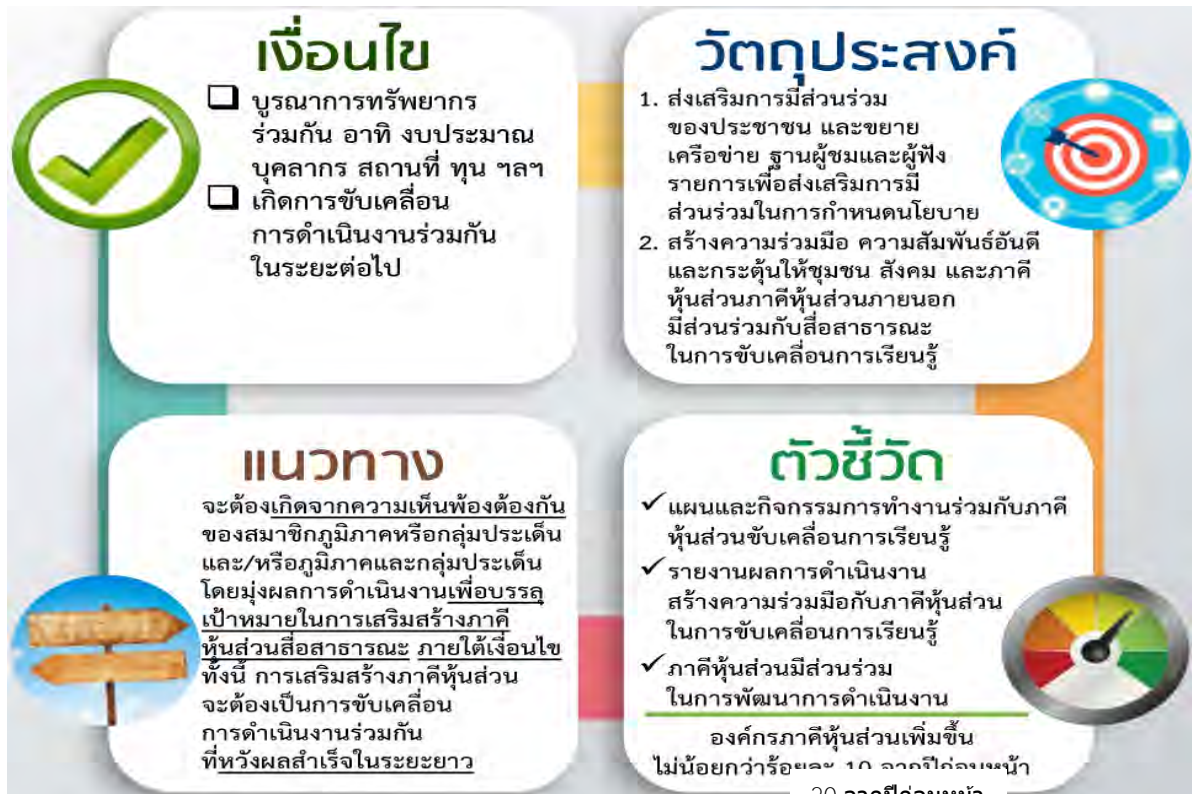 เงื่อนไข
❑ บูรณาการทรัพยากร
ร่วมกัน อาทิ งบประมาณ
บุคลากร สถานที่ ทุน ฯลฯ
❑ เกิดการขับเคลื่อน
การดำเนินงานร่วมกัน
ในระยะต่อไป
วัตถุประสงค์
1. ส่งเสริมการมีส่วนร่วม
ของประชาชน และขยาย
เครือข่าย ฐานผู้ชมและผู้ฟัง
รายการเพื่อส่งเสริมการมี
ส่วนร่วมในการกำหนดนโยบาย
2. สร้างความร่วมมือ ความสัมพันธ์อันดี
และกระตุ้นให้ชุมชน สังคม และภาคี
หุ้นส่วนภาคีหุ้นส่วนภายนอก
มีส่วนร่วมกับสื่อสาธารณะ
ในการขับเคลื่อนการเรียนรู้
แนวทาง
จะต้องเกิดจากความเห็นพ้องต้องกัน
ของสมาชิกภูมิภาคหรือกลุ่มประเด็น
และ/หรือภูมิภาคและกลุ่มประเด็น
โดยมุ่งผลการดำเนินงานเพื่อบรรลุ
เป้าหมายในการเสริมสร้างภาคี
หุ้นส่วนสื่อสาธารณะ ภายใต้เงื่อนไข
ทั้งนี้ การเสริมสร้างภาคีหุ้นส่วน
จะต้องเป็นการขับเคลื่อน
การดำเนินงานร่วมกัน
ที่หวังผลสำเร็จในระยะยาว
ตัวชี้วัด
✓ แผนและกิจกรรมการทำงานร่วมกับภาคี
หุ้นส่วนขับเคลื่อนการเรียนรู้
✓ รายงานผลการดำเนินงาน
สร้างความร่วมมือกับภาคีหุ้นส่วน
ในการขับเคลื่อนการเรียนรู้
✓ ภาคีหุ้นส่วนมีส่วนร่วม
ในการพัฒนาการดำเนินงาน
องค์กรภาคีหุ้นส่วนเพิ่มขึ้น
ไม่น้อยกว่าร้อยละ 10 จากปีก่อนหน้า
20 จากปีก่อนหน้า